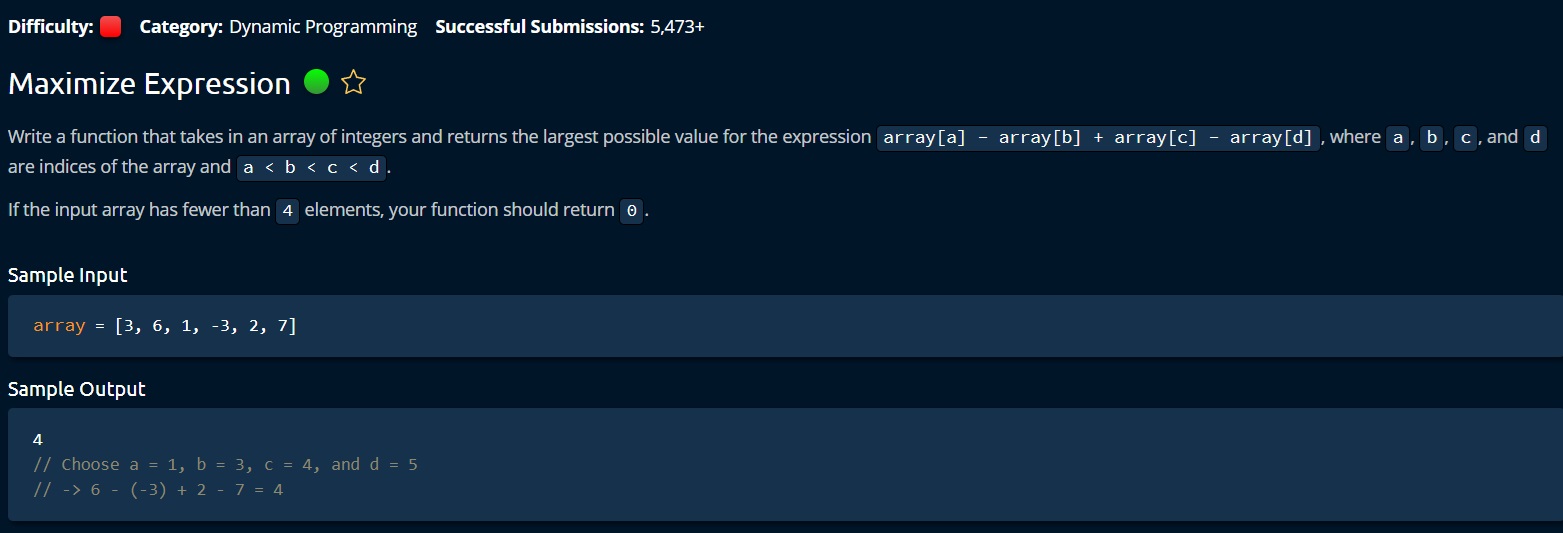 Difficulty: Category: Dynamic Programming Successful Submissions: 5,473+
Maximize Expression
Write a function that takes in an array of integers and returns the largest possible value for the expression array[a] - array[b] + array[c] - array[d], where a, b, c, and d
are indices of the array and a < b < c < d.
If the input array has fewer than 4 elements, your function should return 0.
Sample Input
array = [3, 6, 1, -3, 2, 7]
Sample Output
4
// Choose a = 1, b = 3, c = 4, and d = 5
// -> 6 - (-3) + 2 - 7 = 4